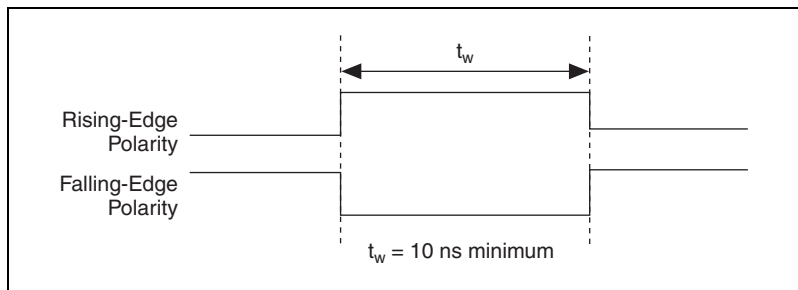 t_w
Rising-Edge
Polarity
Falling-Edge
Polarity
t_w = 10 ns minimum